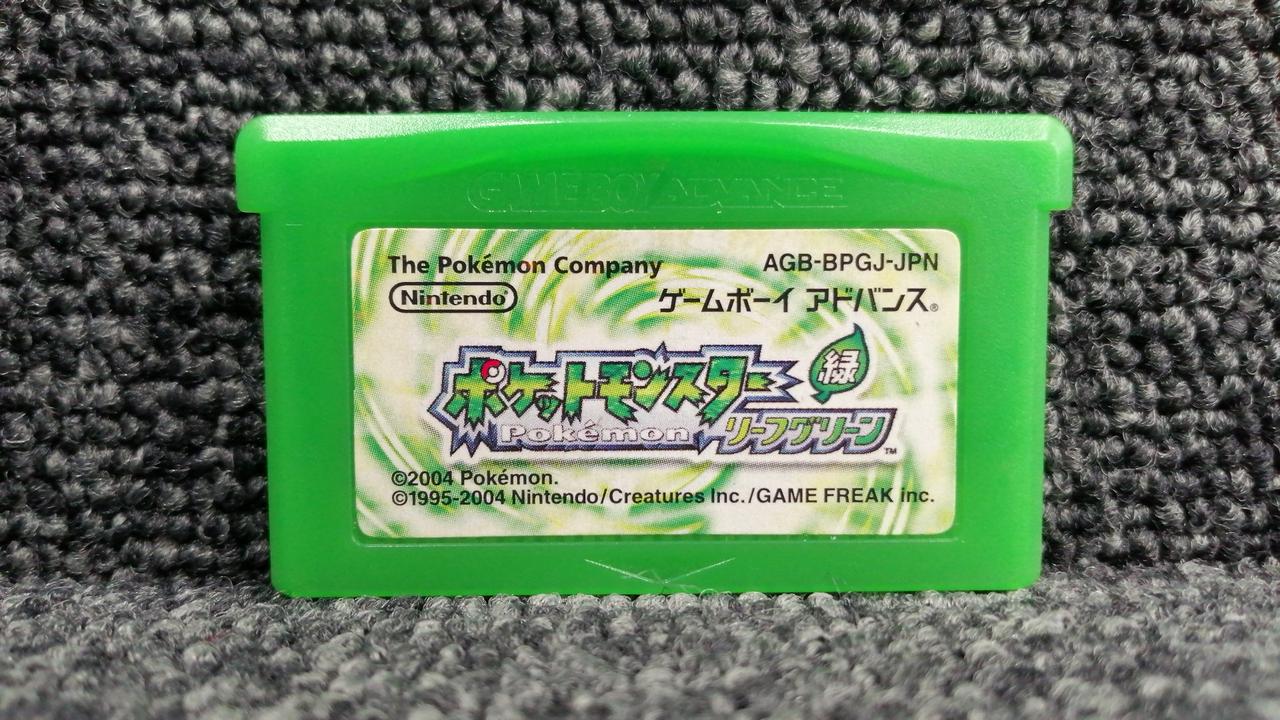 GAME BOY ADVANCE
The Pokémon Company
AGB-BPGJ-JPN
Nintendo®
ゲームボーイ アドバンス®
ポケットモンスター
緑
Pokémon
リーフグリーン™
©2004 Pokémon.
©1995-2004 Nintendo/Creatures Inc./GAME FREAK inc.